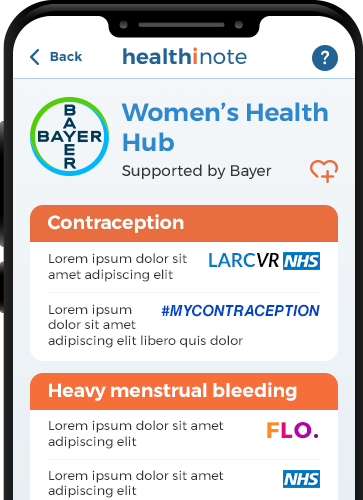 Back
healthinote
?
BAYER
BAYER
Women's Health
Hub
Supported by Bayer
Contraception
Lorem ipsum dolor sit
amet adipiscing elit
LARCVR NHS
Lorem ipsum
dolor sit amet
adipiscing elit libero quis dolor
#MYCONTRACEPTION
Heavy menstrual bleeding
Lorem ipsum dolor sit amet
adipiscing elit
FLO.
Lorem ipsum dolor sit amet
adipiscing elit
NHS